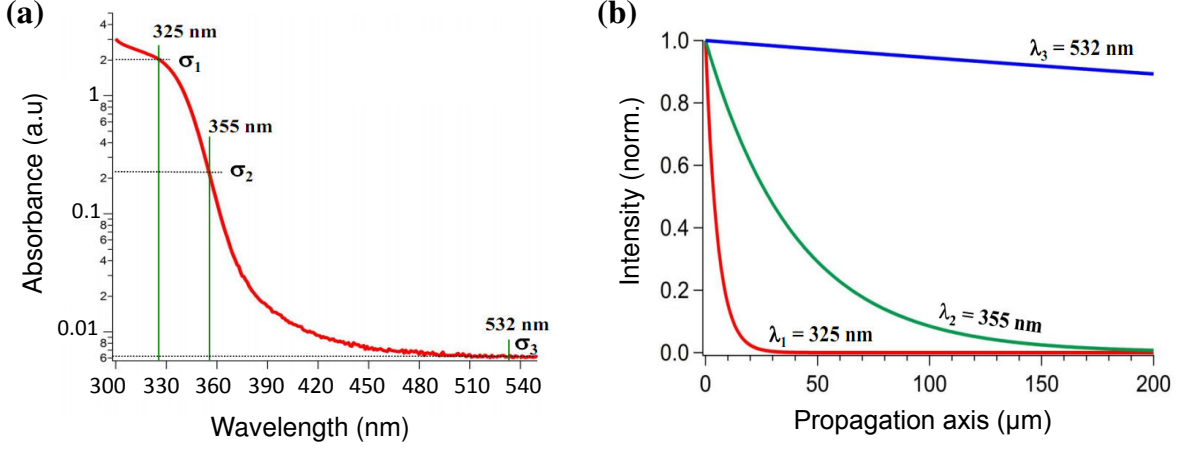 (a)
4
2
1
8
6
4
2
0.1
8
6
4
2
0.01
8
6
Absorbance (a.u)
325 nm
σ1
355 nm
σ2
532 nm
σ3
300 330 360 390 420 450 480 510 540
Wavelength (nm)
(b)
1.0
0.8
0.6
0.4
0.2
0.0
Intensity (norm.)
λ3 = 532 nm
λ2 = 355 nm
λ1 = 325 nm
0 50 100 150 200
Propagation axis (µm)